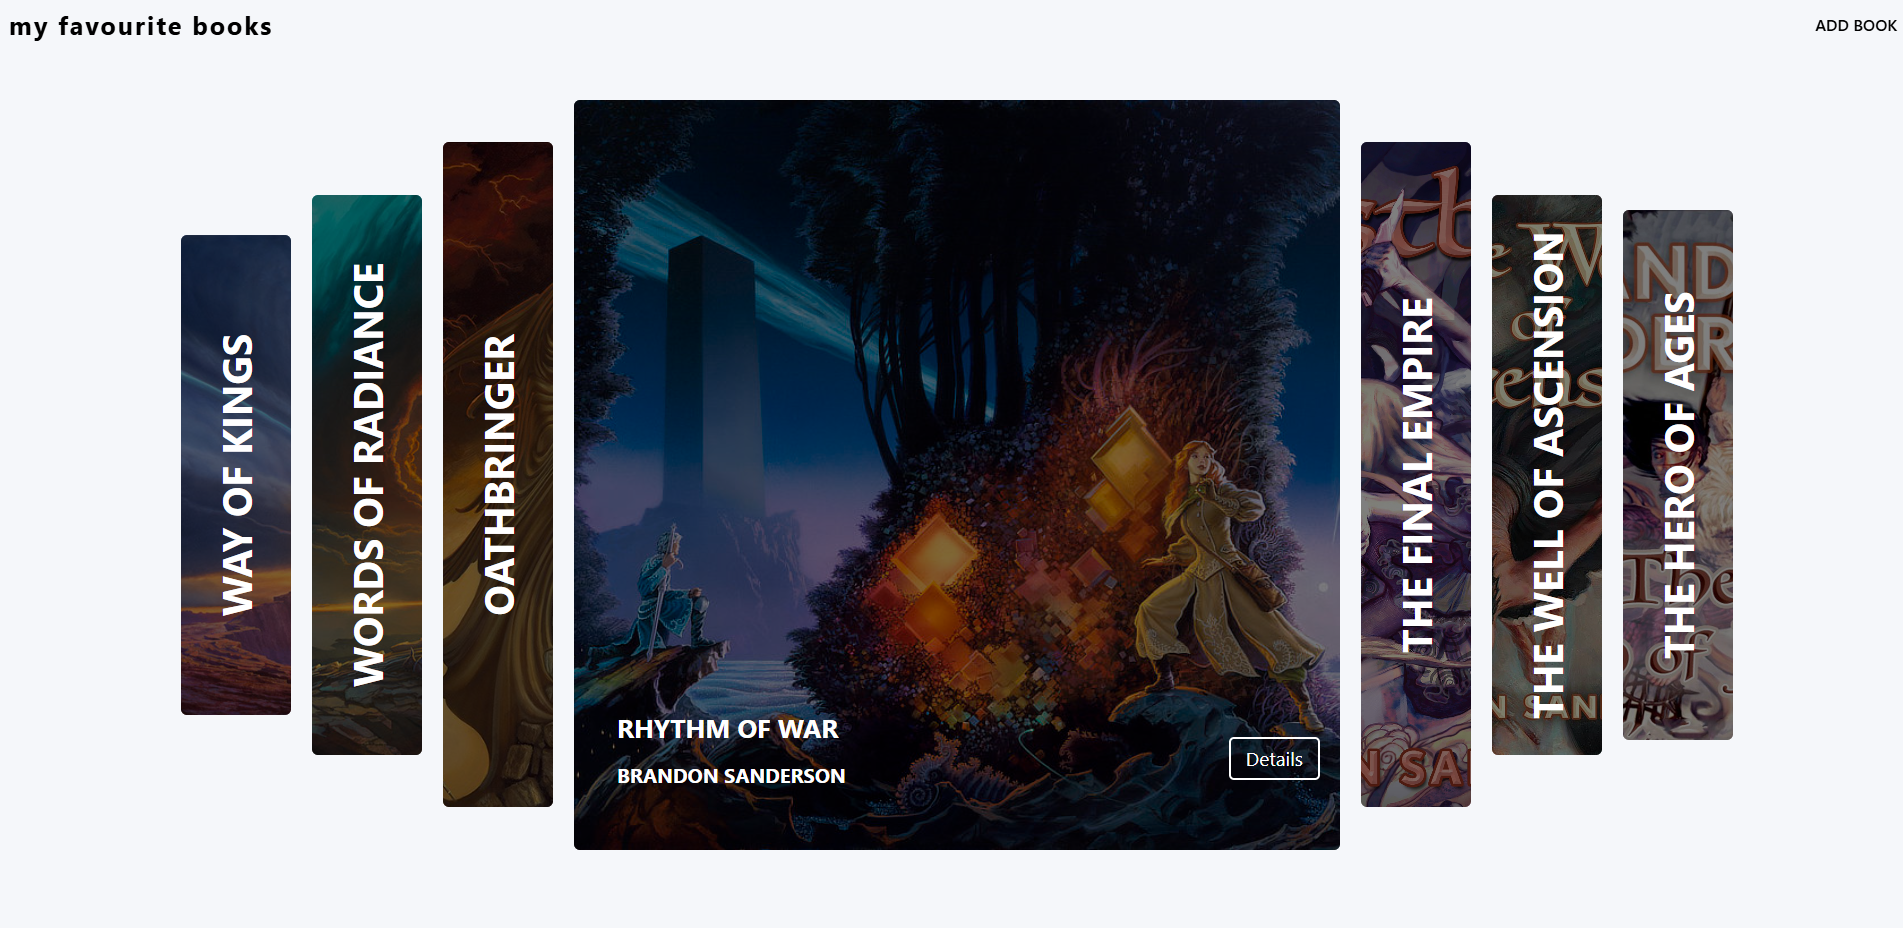 my favourite books
ADD BOOK
WAY OF KINGS
WORDS OF RADIANCE
OATHBRINGER
RHYTHM OF WAR
BRANDON SANDERSON
Details
THE FINAL EMPIRE
THE WELL OF ASCENSION
THE HERO OF AGES